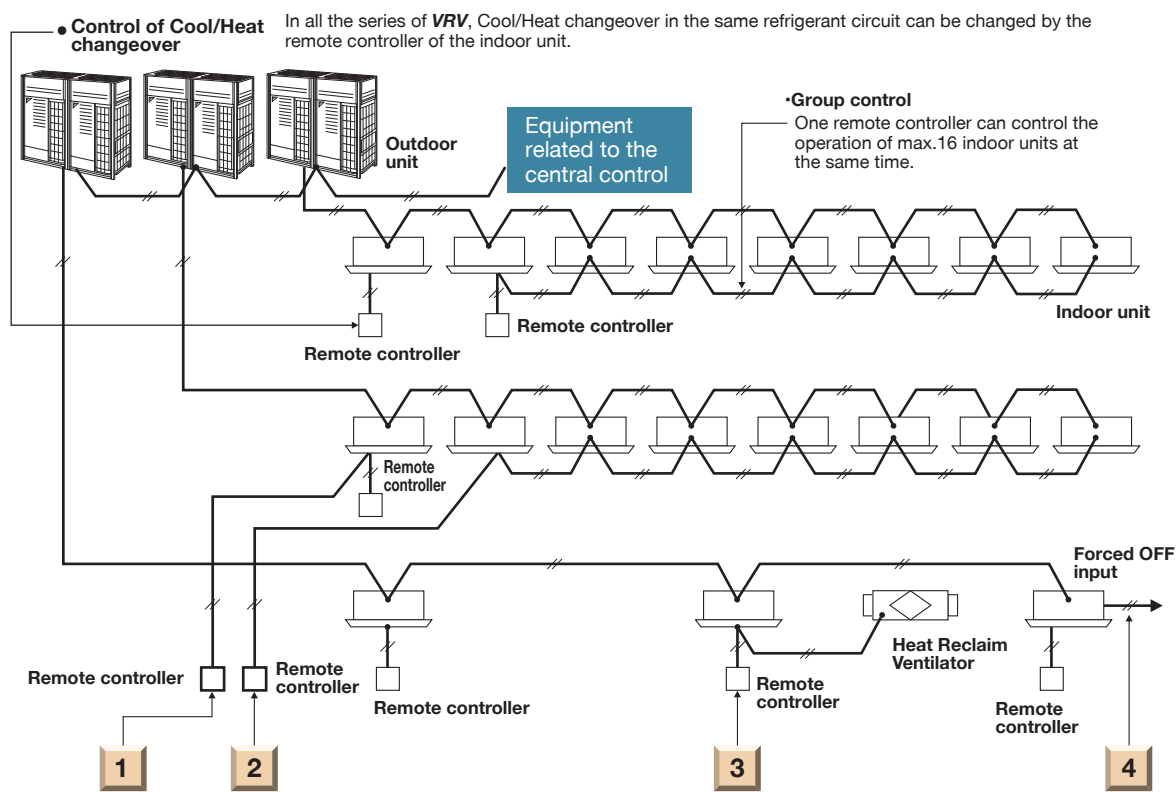 • Control of Cool/Heat
changeover
In all the series of VRV, Cool/Heat changeover in the same refrigerant circuit can be changed by the
remote controller of the indoor unit.
Outdoor
unit
Equipment
related to the
central control
•Group control
One remote controller can control the
operation of max.16 indoor units at
the same time.
Indoor unit
Remote controller
Remote controller
Remote
controller
Forced OFF
input
Heat Reclaim
Ventilator
Remote controller
Remote
controller
Remote controller
Remote
controller
Remote
controller
1
2
3
4